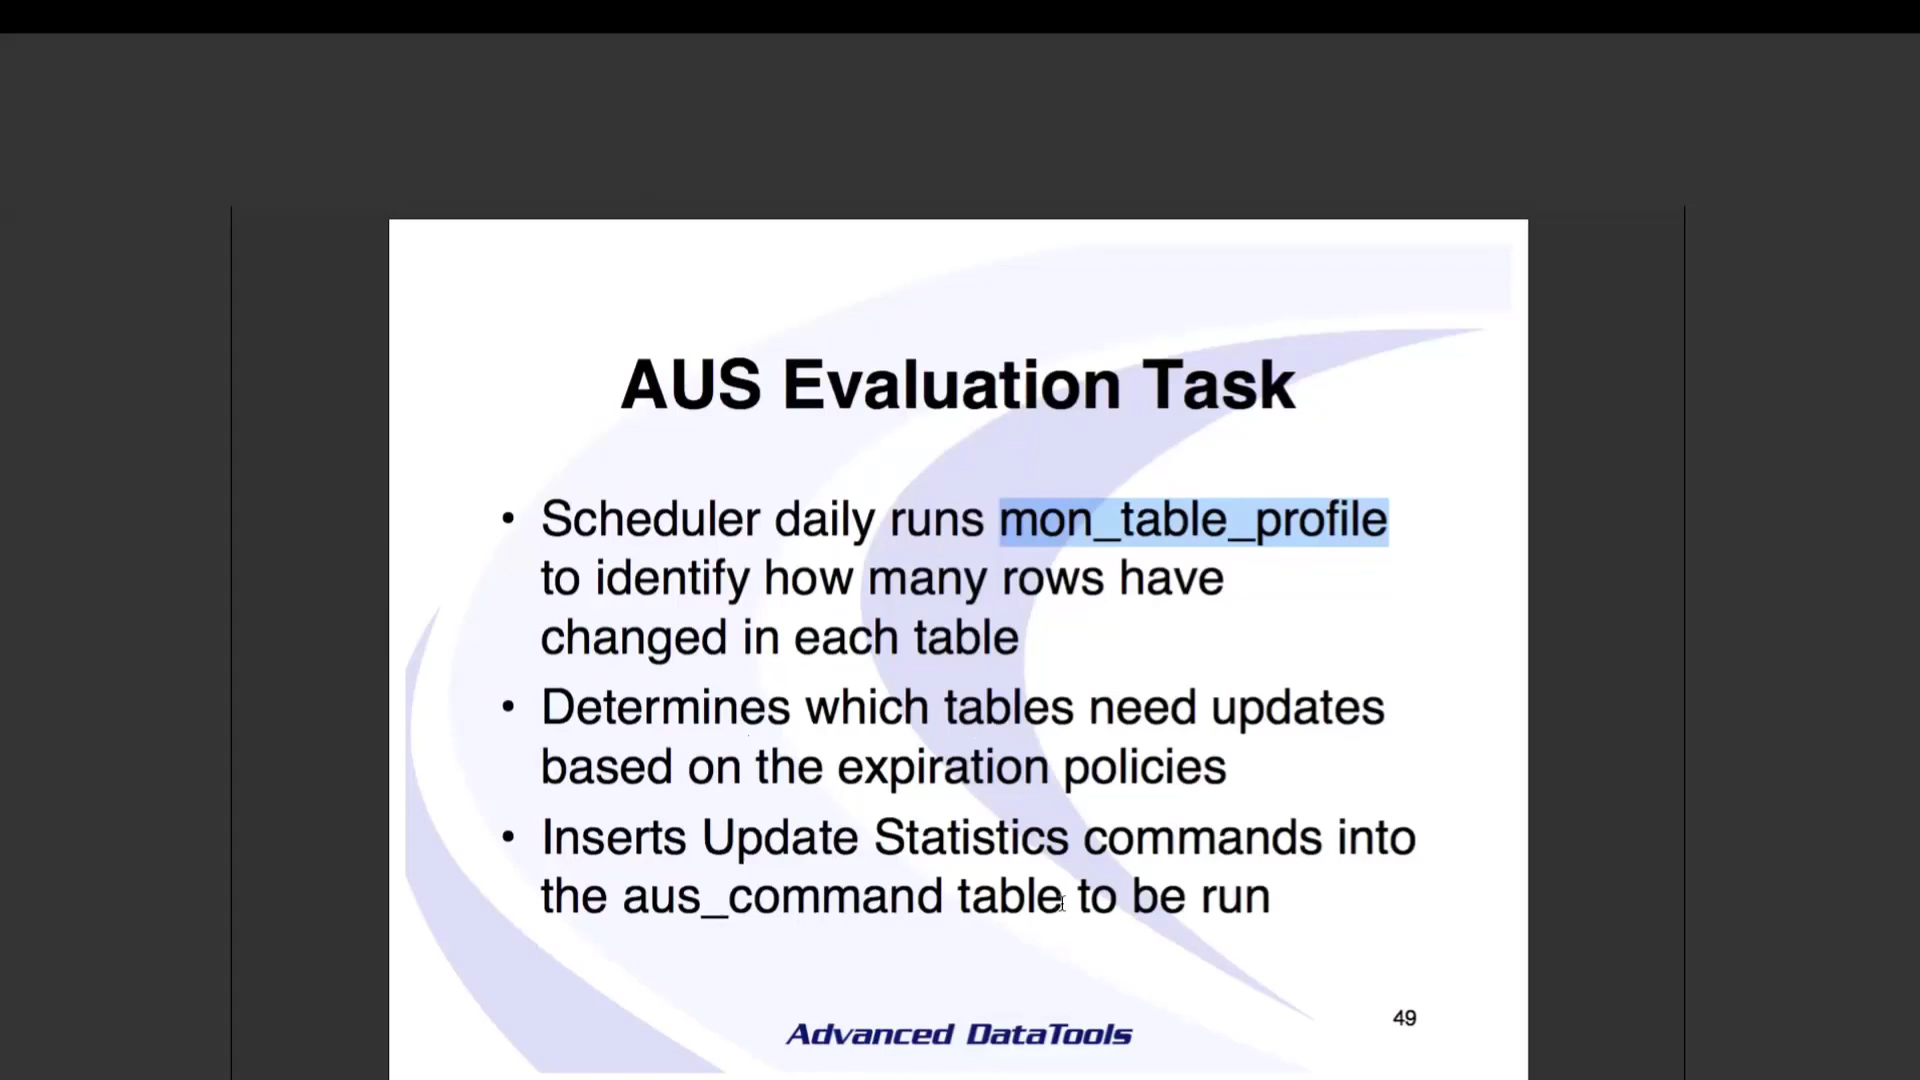 AUS Evaluation Task
• Scheduler daily runs mon_table_profile
to identify how many rows have
changed in each table
• Determines which tables need updates
based on the expiration policies
• Inserts Update Statistics commands into
the aus_command table to be run
49
Advanced DataTools